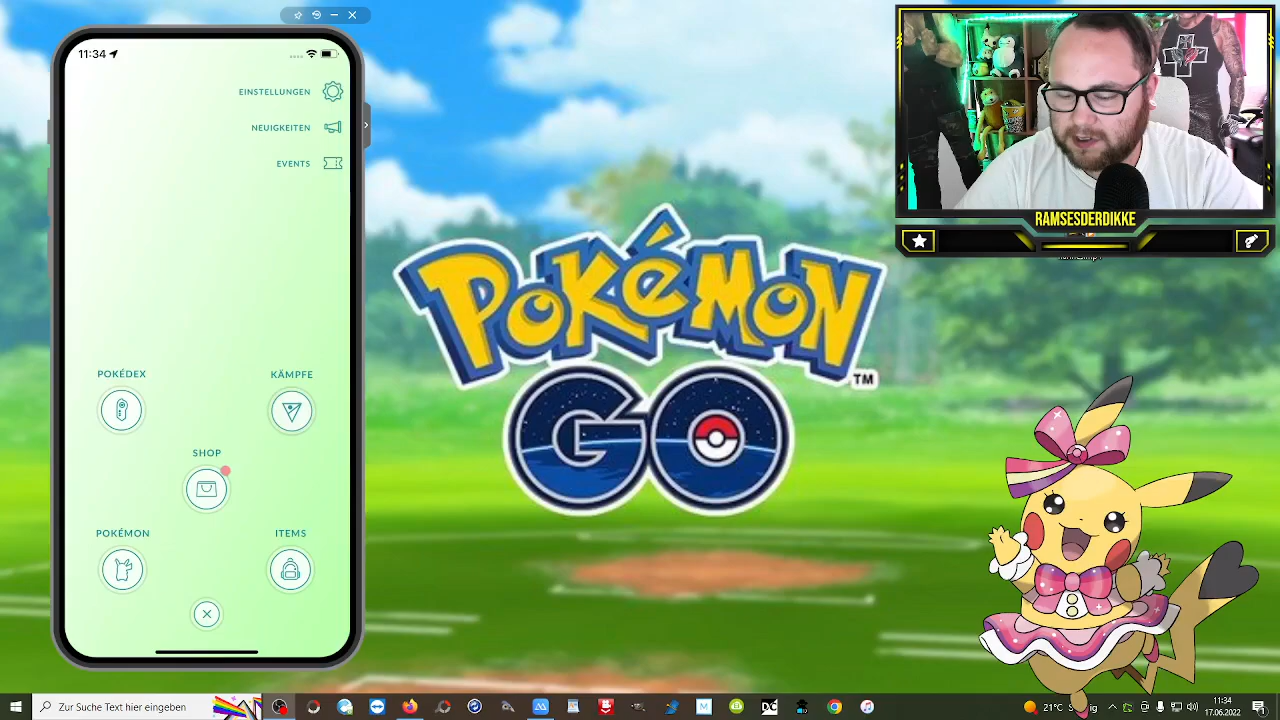 11:34
EINSTELLUNGEN
NEUIGKEITEN
EVENTS
POKÉDEX
KÄMPFE
SHOP
POKÉMON
ITEMS
POKÉMON
TM
GO
RAMSESDERDIKKE
Zur Suche Text hier eingeben
DC
M
21°C
11:34
17.06.2022